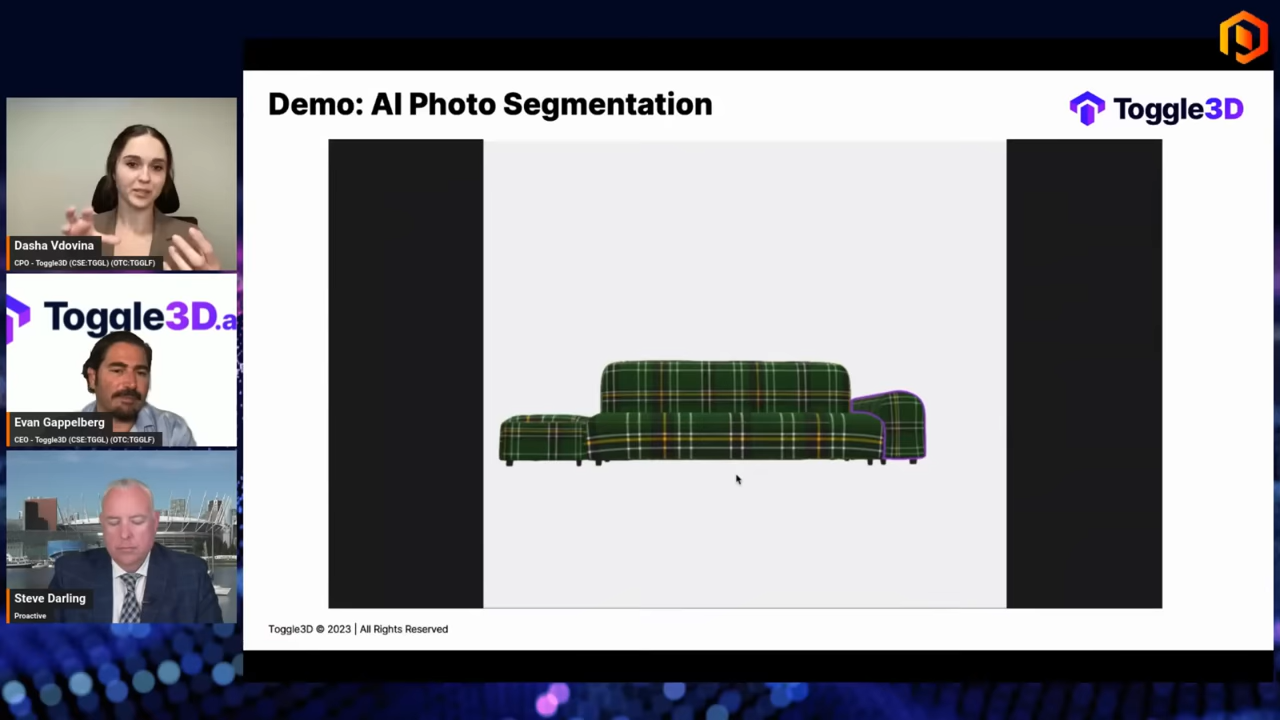 Demo: AI Photo Segmentation
Toggle3D
Dasha Vdovina
CPO - Toggle3D (CSE:TGGL) (OTC:TGGLF)
Toggle3D.a
Evan Gappelberg
CEO - Toggle3D (CSE:TGGL) (OTC:TGGLF)
Steve Darling
Proactive
Toggle3D © 2023 | All Rights Reserved